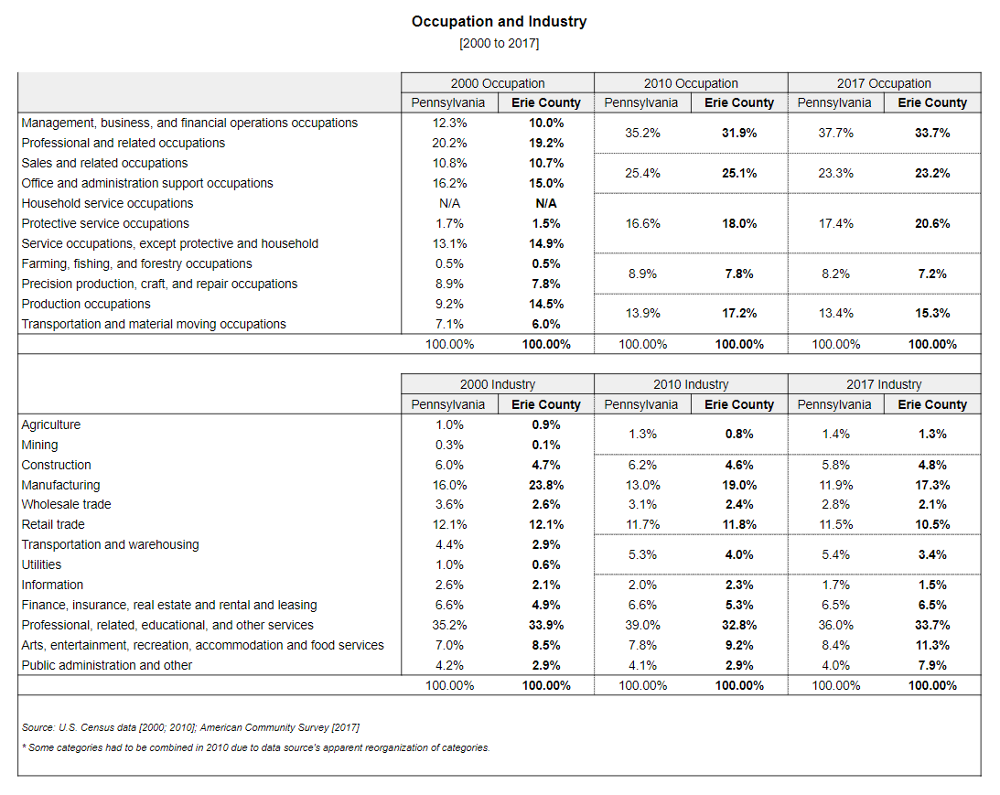 Occupation and Industry
[2000 to 2017]
2000 Occupation 2010 Occupation 2017 Occupation
Pennsylvania Erie County Pennsylvania Erie County Pennsylvania Erie County
Management, business, and financial operations occupations 12.3% 10.0%
35.2% 31.9% 37.7% 33.7%
Professional and related occupations 20.2% 19.2%
Sales and related occupations 10.8% 10.7%
25.4% 25.1% 23.3% 23.2%
Office and administration support occupations 16.2% 15.0%
Household service occupations N/A N/A
Protective service occupations 1.7% 1.5% 16.6% 18.0% 17.4% 20.6%
Service occupations, except protective and household 13.1% 14.9%
Farming, fishing, and forestry occupations 0.5% 0.5%
8.9% 7.8% 8.2% 7.2%
Precision production, craft, and repair occupations 8.9% 7.8%
Production occupations 9.2% 14.5%
13.9% 17.2% 13.4% 15.3%
Transportation and material moving occupations 7.1% 6.0%
100.00% 100.00% 100.00% 100.00% 100.00% 100.00%
2000 Industry 2010 Industry 2017 Industry
Pennsylvania Erie County Pennsylvania Erie County Pennsylvania Erie County
Agriculture 1.0% 0.9%
1.3% 0.8% 1.4% 1.3%
Mining 0.3% 0.1%
Construction 6.0% 4.7% 6.2% 4.6% 5.8% 4.8%
Manufacturing 16.0% 23.8% 13.0% 19.0% 11.9% 17.3%
Wholesale trade 3.6% 2.6% 3.1% 2.4% 2.8% 2.1%
Retail trade 12.1% 12.1% 11.7% 11.8% 11.5% 10.5%
Transportation and warehousing 4.4% 2.9%
5.3% 4.0% 5.4% 3.4%
Utilities 1.0% 0.6%
Information 2.6% 2.1% 2.0% 2.3% 1.7% 1.5%
Finance, insurance, real estate and rental and leasing 6.6% 4.9% 6.6% 5.3% 6.5% 6.5%
Professional, related, educational, and other services 35.2% 33.9% 39.0% 32.8% 36.0% 33.7%
Arts, entertainment, recreation, accommodation and food services 7.0% 8.5% 7.8% 9.2% 8.4% 11.3%
Public administration and other 4.2% 2.9% 4.1% 2.9% 4.0% 7.9%
100.00% 100.00% 100.00% 100.00% 100.00% 100.00%
Source: U.S. Census data [2000; 2010]; American Community Survey [2017]
* Some categories had to be combined in 2010 due to data source's apparent reorganization of categories.